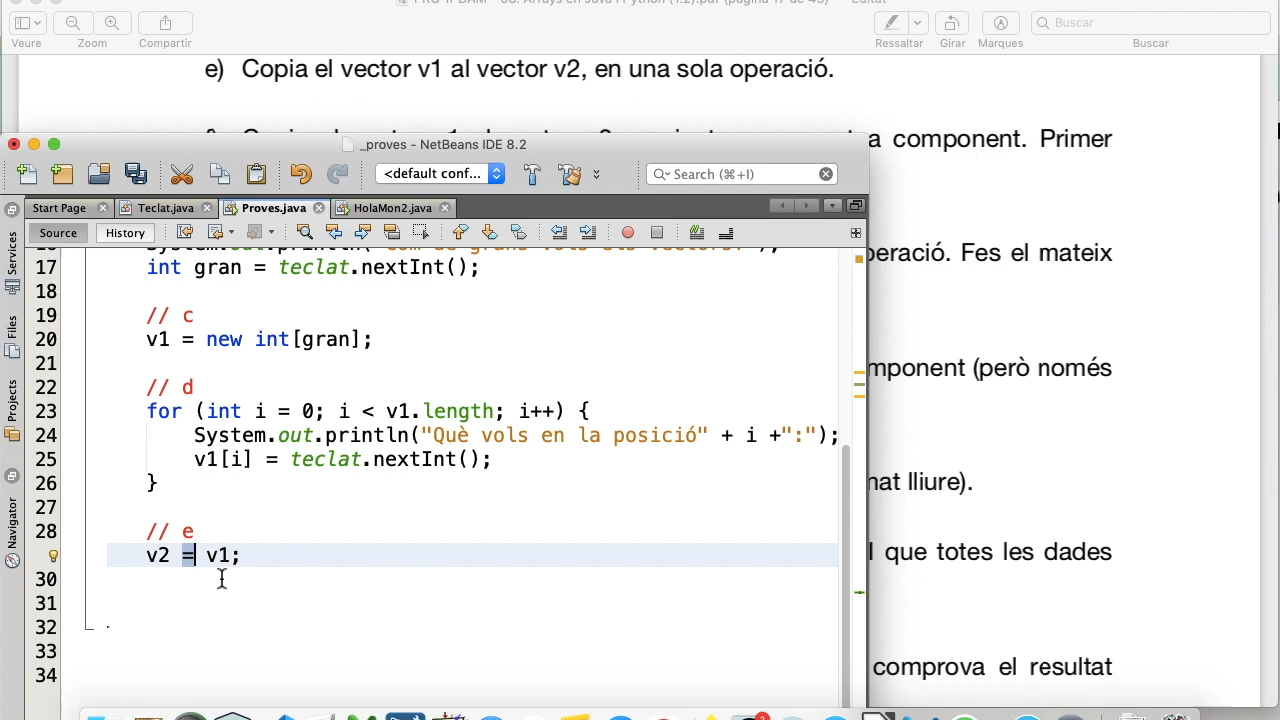 Veure
Zoom
Compartir
Ressaltar
Girar
Marques
Buscar
Buscar
e) Copia el vector v1 al vector v2, en una sola operació.
a component. Primer
peració. Fes el mateix
mponent (però només
nat lliure).
l que totes les dades
comprova el resultat
_proves - NetBeans IDE 8.2
<default conf...
Search (⌘+I)
Start Page
Teclat.java
Proves.java
HolaMon2.java
Source
History
Services
Files
Projects
Navigator
17 int gran = teclat.nextInt();
18
19 // c
20 v1 = new int[gran];
21
22 // d
23 for (int i = 0; i < v1.length; i++) {
24 System.out.println("Què vols en la posició" + i +":");
25 v1[i] = teclat.nextInt();
26 }
27
28 // e
v2 = v1;
30
31
32
33
34